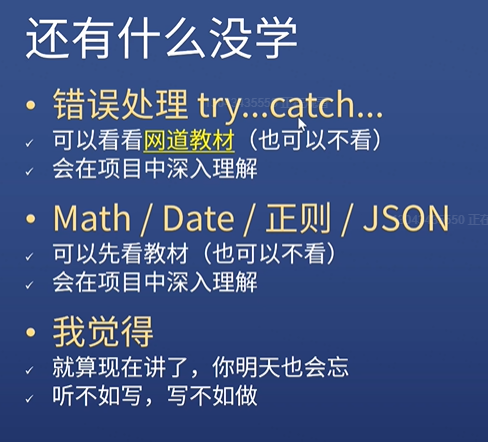 还有什么没学
• 错误处理 try...catch...
✓ 可以看看网道教材（也可以不看）
✓ 会在项目中深入理解
• Math / Date / 正则 / JSON
✓ 可以先看教材（也可以不看）
✓ 会在项目中深入理解
• 我觉得
✓ 就算现在讲了，你明天也会忘
✓ 听不如写，写不如做